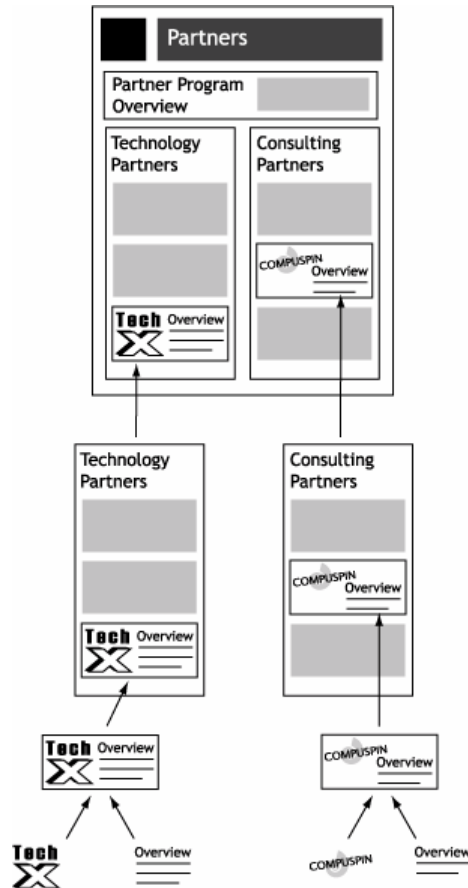 Partners
Partner Program
Overview
Technology
Partners
Consulting
Partners
COMPUSPIN
Overview
Tech
X
Overview
Technology
Partners
Consulting
Partners
COMPUSPIN
Overview
Tech
X
Overview
Tech
X
Overview
COMPUSPIN
Overview
Tech
X
Overview
COMPUSPIN
Overview